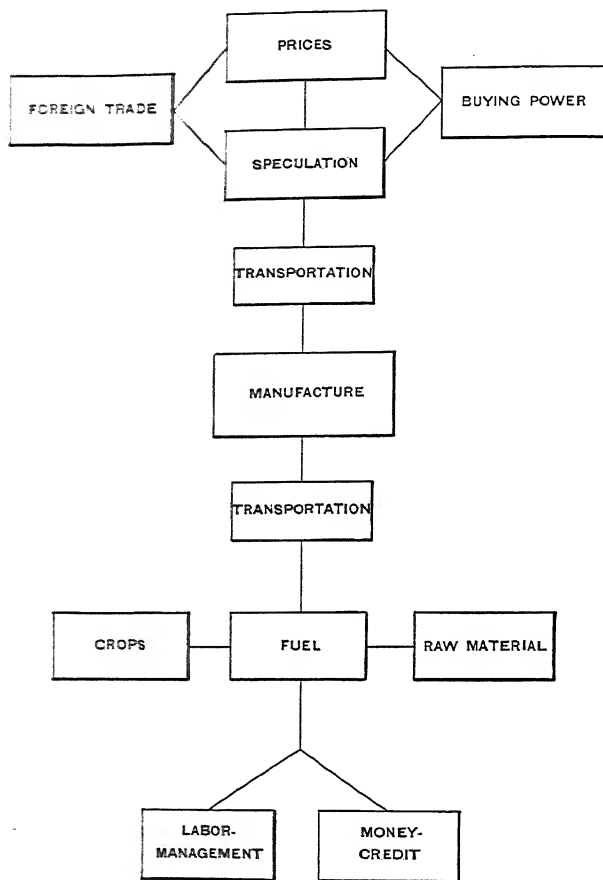 PRICES
FOREIGN TRADE
BUYING POWER
SPECULATION
TRANSPORTATION
MANUFACTURE
TRANSPORTATION
CROPS
FUEL
RAW MATERIAL
LABOR-
MANAGEMENT
MONEY-
CREDIT